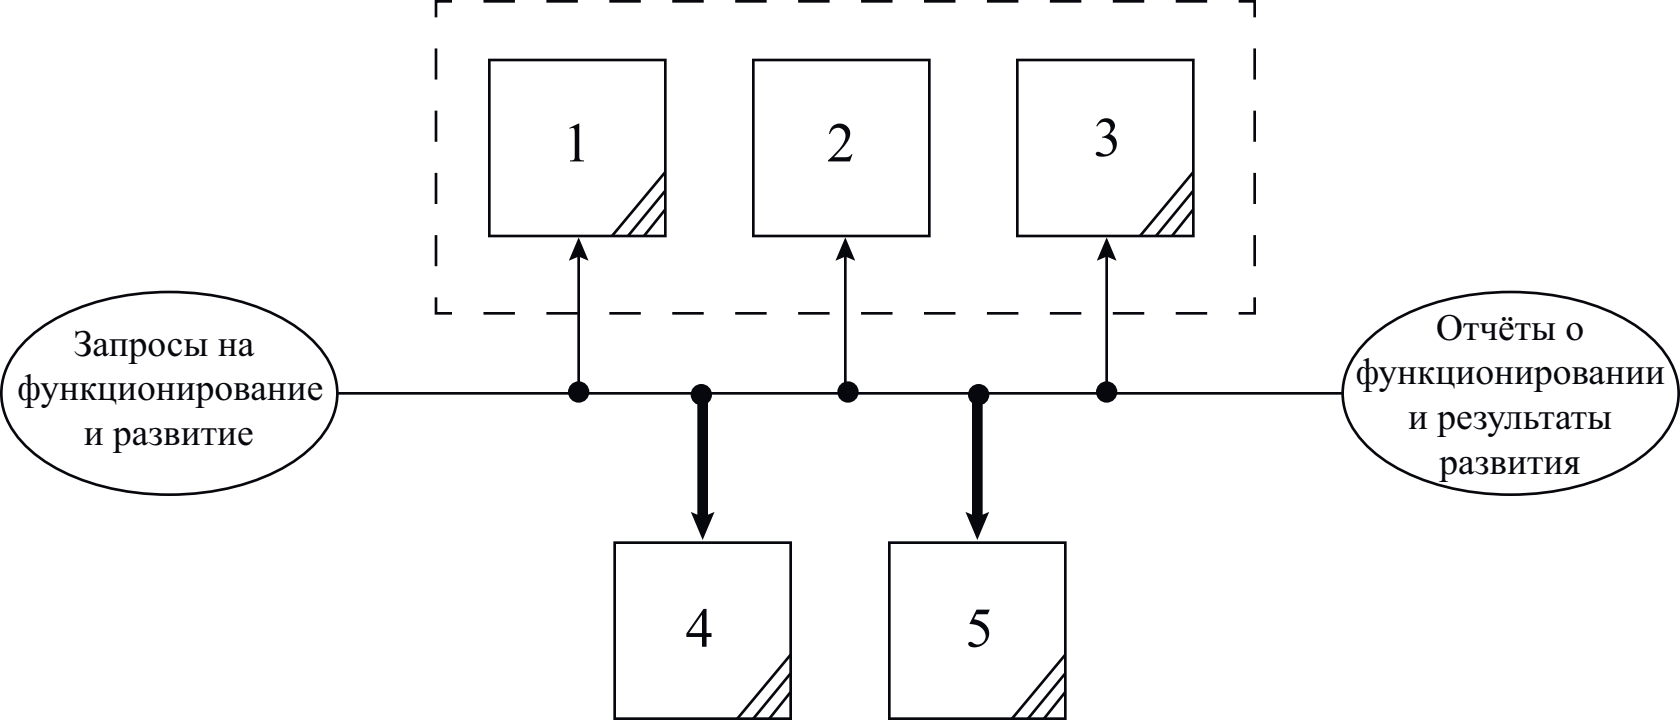 1
2
3
Запросы на
функционирование
и развитие
Отчёты о
функционировании
и результаты
развития
4
5